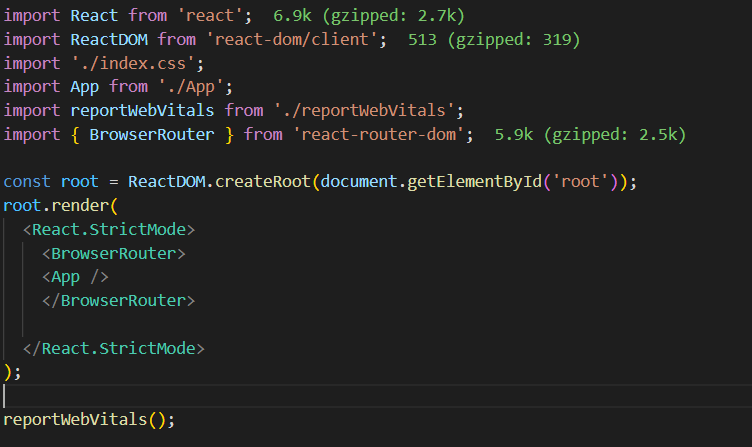 import React from 'react';  6.9k (gzipped: 2.7k)
import ReactDOM from 'react-dom/client';  513 (gzipped: 319)
import './index.css';
import App from './App';
import reportWebVitals from './reportWebVitals';
import { BrowserRouter } from 'react-router-dom';  5.9k (gzipped: 2.5k)

const root = ReactDOM.createRoot(document.getElementById('root'));
root.render(
  <React.StrictMode>
    <BrowserRouter>
    <App />
    </BrowserRouter>

  </React.StrictMode>
);

reportWebVitals();